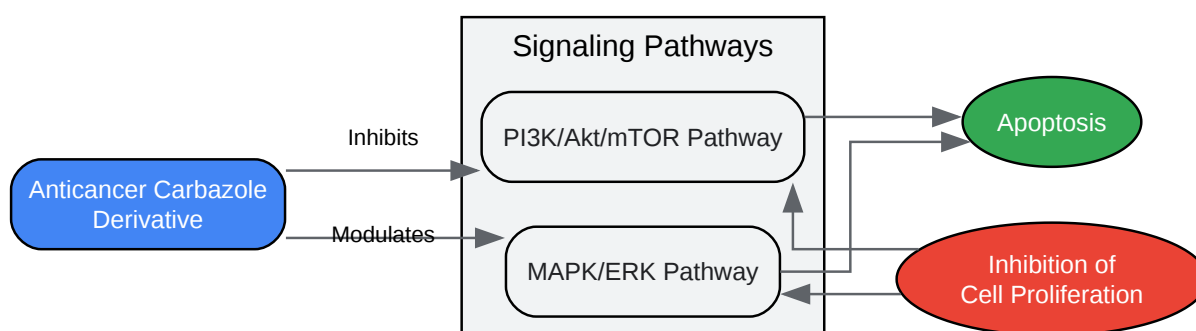 Signaling Pathways
Inhibits
PI3K/Akt/mTOR Pathway
Apoptosis
Anticancer Carbazole
Derivative
Modulates
MAPK/ERK Pathway
Inhibition of
Cell Proliferation